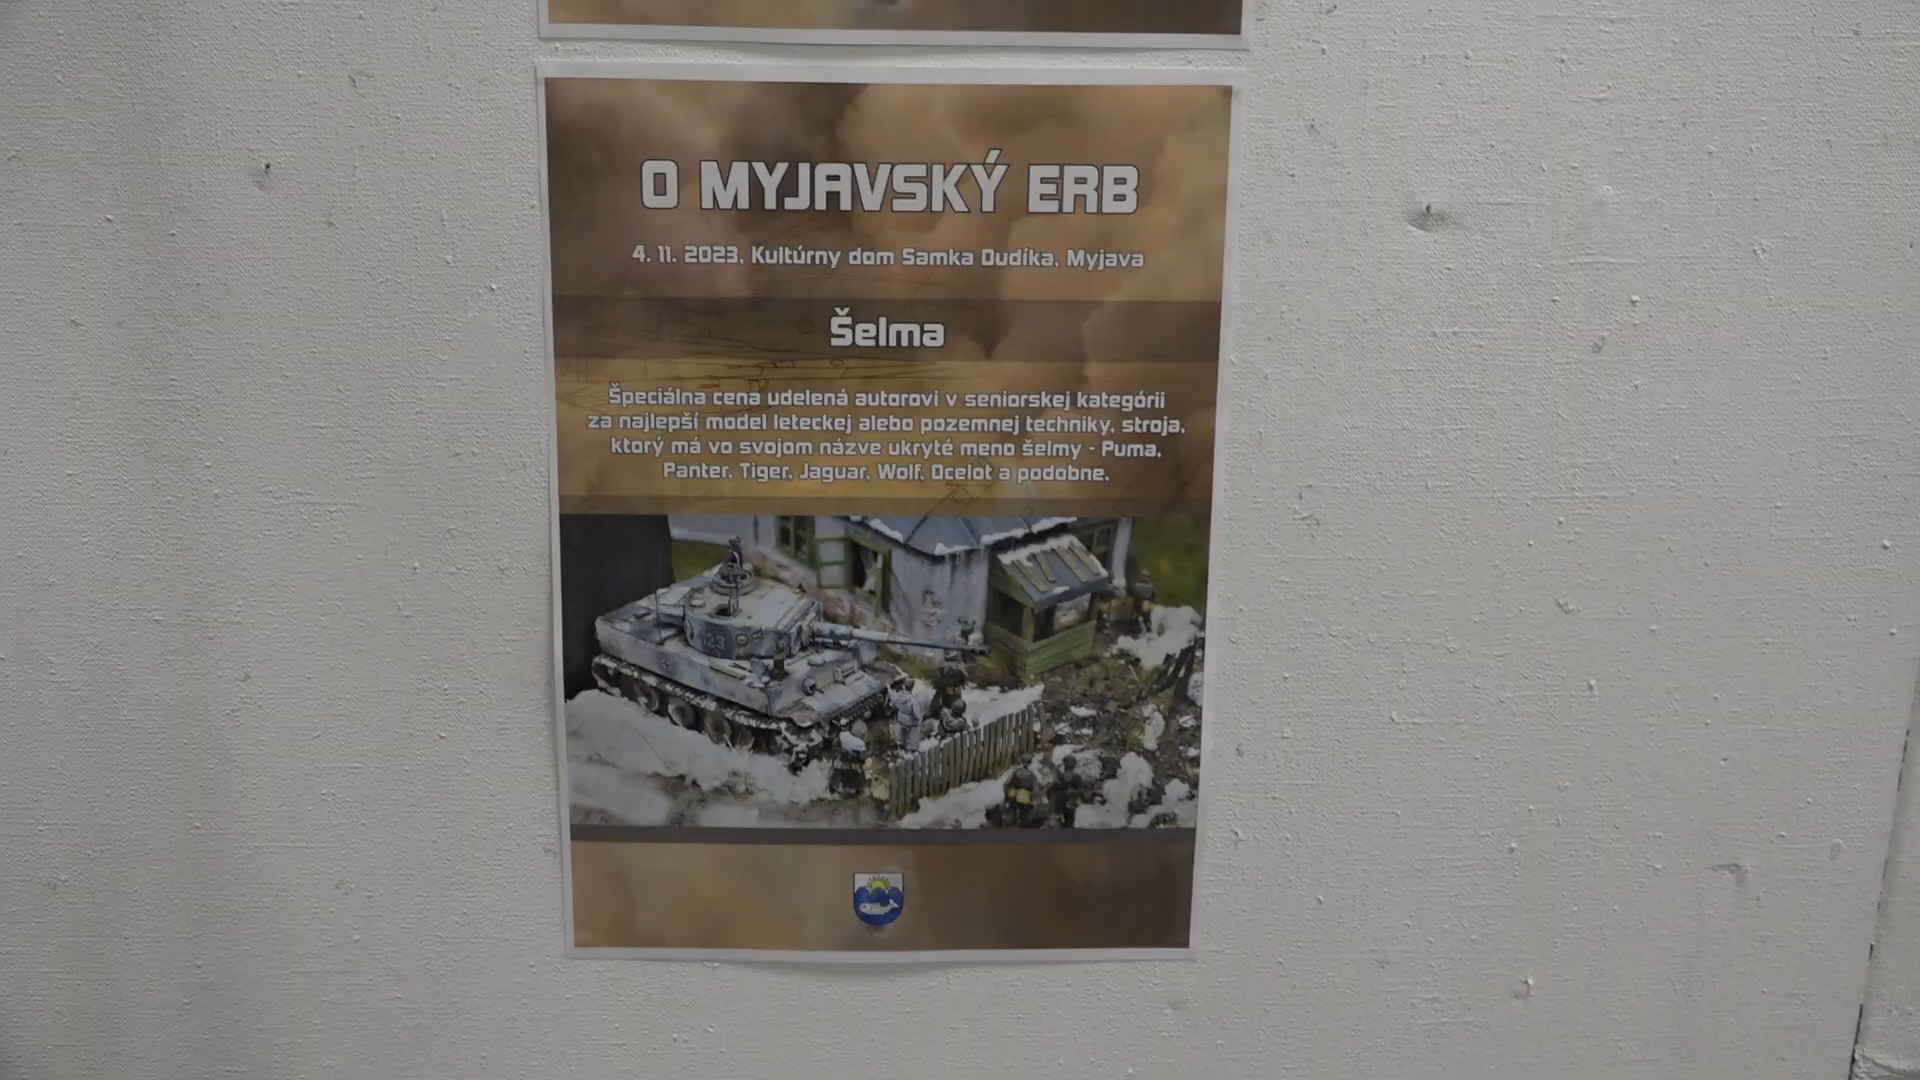 O MYJAVSKÝ ERB
4. 11. 2023, Kultúrny dom Samka Dudíka, Myjava
Šelma
Špeciálna cena udelená autorovi v seniorskej kategórii
za najlepší model leteckej alebo pozemnej techniky, stroja,
ktorý má vo svojom názve ukryté meno šelmy - Puma,
Panter, Tiger, Jaguar, Wolf, Ocelot a podobne.
123